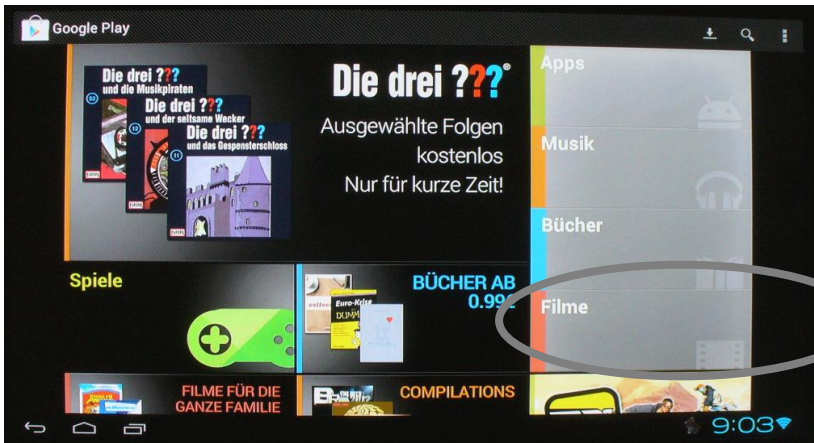 Google Play
Die drei ???
und die Musikpiraten
Die drei ???
und der seltsame Wecker
Die drei ???
und das Gespensterschloss
Die drei ???®
Ausgewählte Folgen
kostenlos
Nur für kurze Zeit!
Apps
Musik
Bücher
Filme
Spiele
BÜCHER AB
0.99£
Euro-Krise
DUMMIES
FILME FÜR DIE
GANZE FAMILIE
COMPILATIONS
9:03